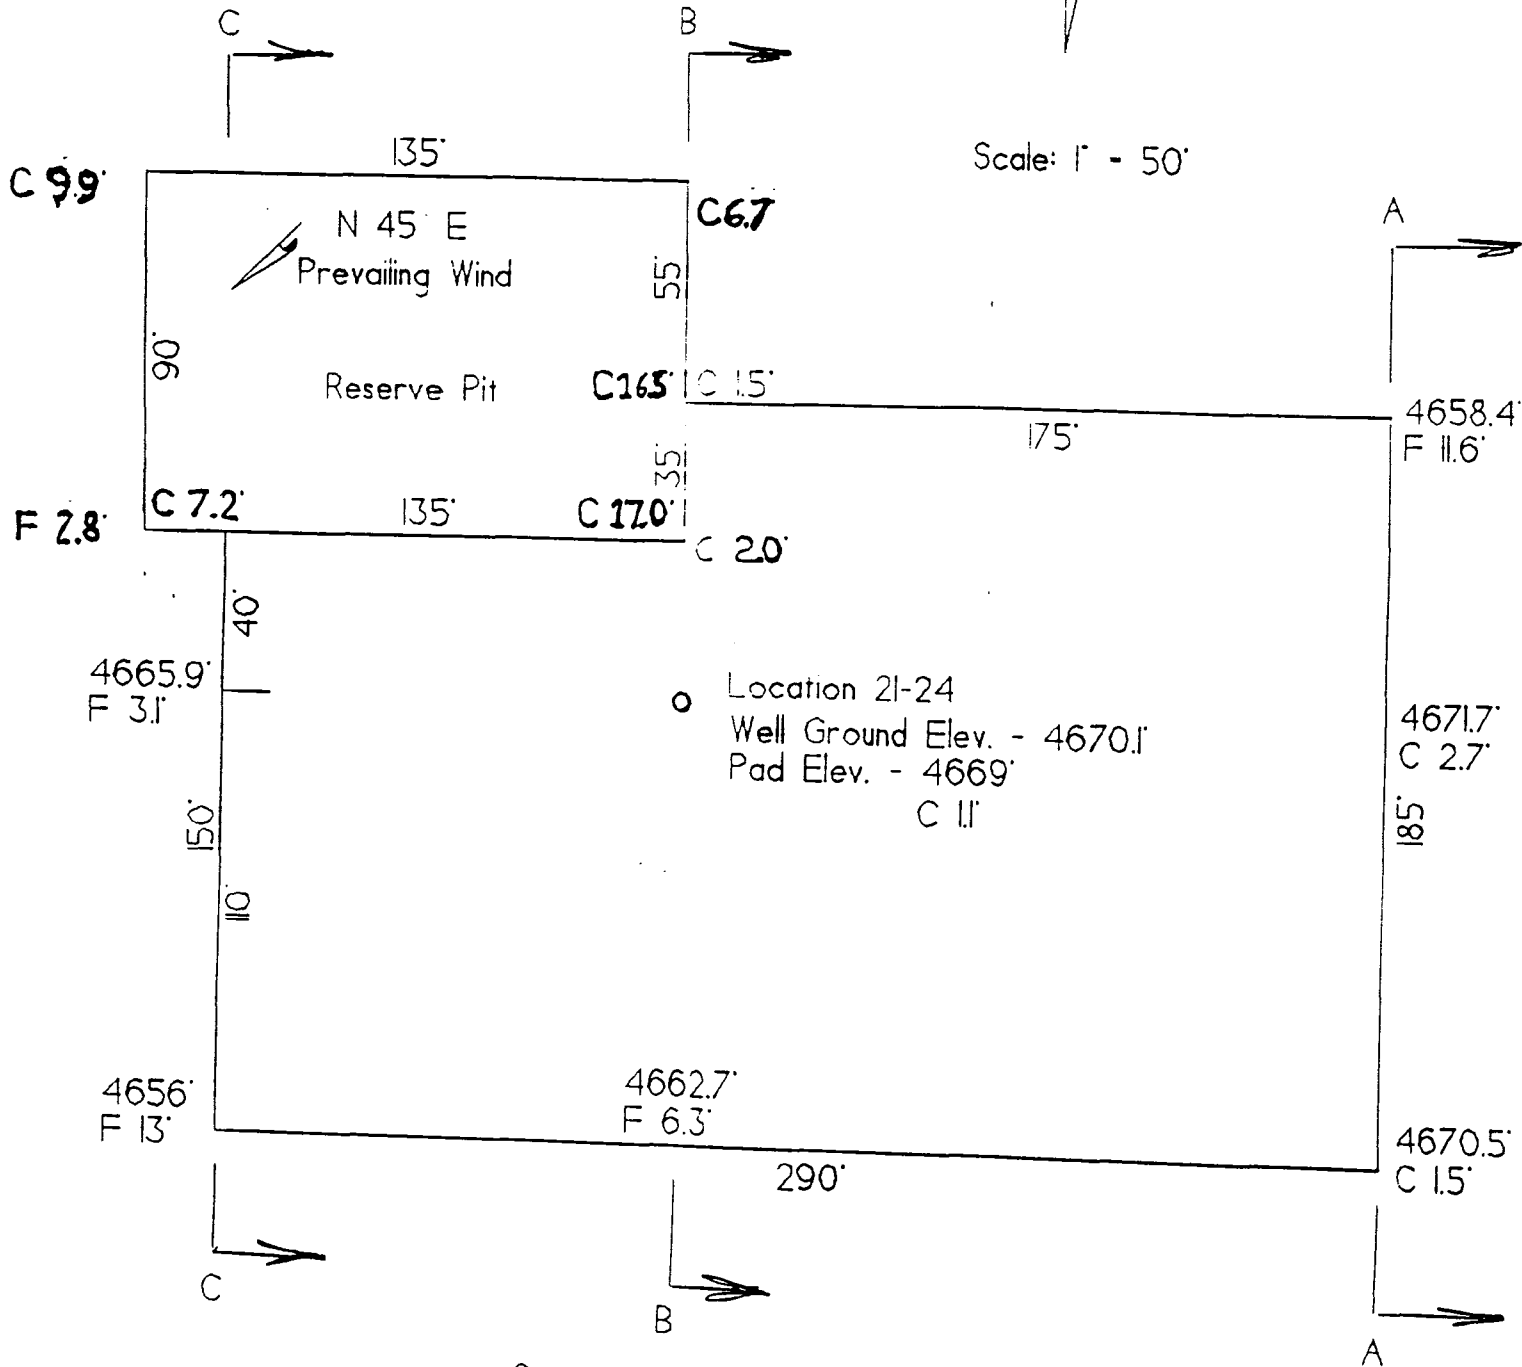 C
B
135'
Scale: 1" - 50'
C 9.9'
N 45° E
Prevailing Wind
C6.7
A
55'
90'
Reserve Pit
C16.5'
C 1.5'
4658.4'
F 11.6'
175'
35'
C 7.2'
135'
C 17.0'
F 2.8'
C 2.0'
40'
4665.9'
F 3.1'
Location 21-24
Well Ground Elev. - 4670.1'
Pad Elev. - 4669'
C 1.1'
4671.7'
C 2.7'
150'
185'
110'
4656'
F 13'
4662.7'
F 6.3'
290'
4670.5'
C 1.5'
C
B
A